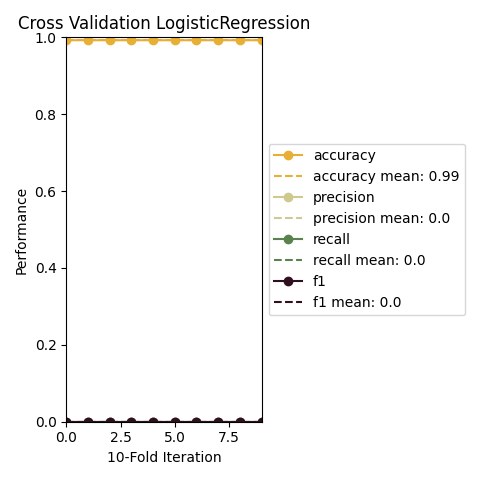 Cross Validation LogisticRegression
1.0
0.8
0.6
0.4
0.2
0.0
Performance
0.0 2.5 5.0 7.5
10-Fold Iteration
accuracy
accuracy mean: 0.99
precision
precision mean: 0.0
recall
recall mean: 0.0
f1
f1 mean: 0.0